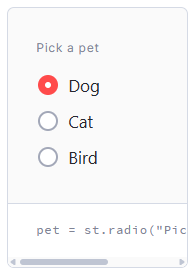 Pick a pet
Dog
Cat
Bird
pet = st.radio("Pic